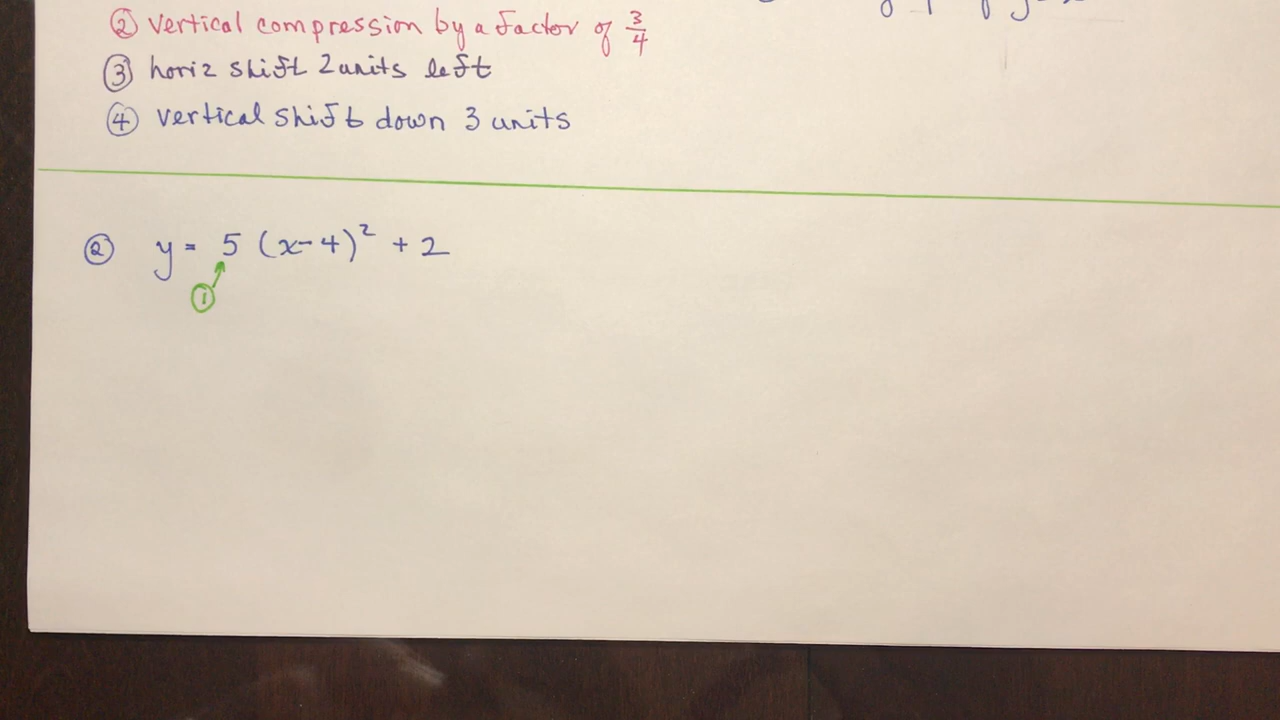 ② vertical compression by a factor of 3/4
③ horiz shift 2 units left
④ vertical shift down 3 units
② y = 5 (x-4)² + 2
①